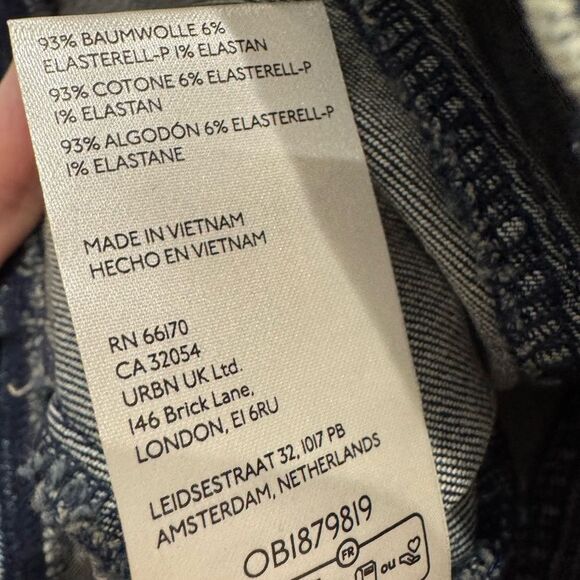 93% BAUMWOLLE 6%
ELASTERELL-P 1% ELASTAN
93% COTONE 6% ELASTERELL-P
1% ELASTAN
93% ALGODÓN 6% ELASTERELL-P
1% ELASTANE
MADE IN VIETNAM
HECHO EN VIETNAM
RN 66170
CA 32054
URBN UK Ltd.
146 Brick Lane,
LONDON, E1 6RU
LEIDSESTRAAT 32, 1017 PB
AMSTERDAM, NETHERLANDS
OB1879819
FR
ou